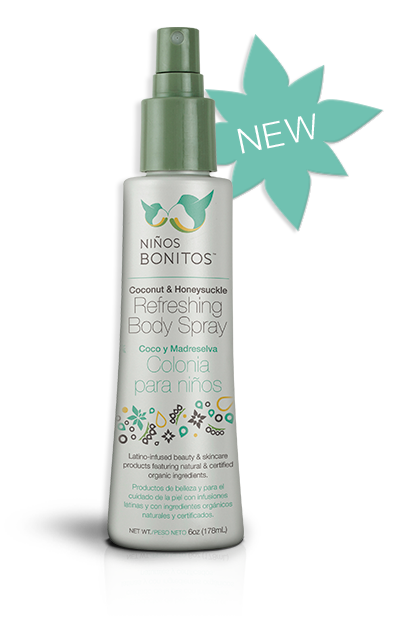 NEW
NIÑOS
BONITOS™
Coconut & Honeysuckle
Refreshing
Body Spray
Coco y Madreselva
Colonia
para niños
Latino-infused beauty & skincare
products featuring natural & certified
organic ingredients.
Productos de belleza y para el
cuidado de la piel con infusiones
latinas y con ingredientes orgánicos
naturales y certificados.
NET WT./PESO NETO 6oz (178mL)